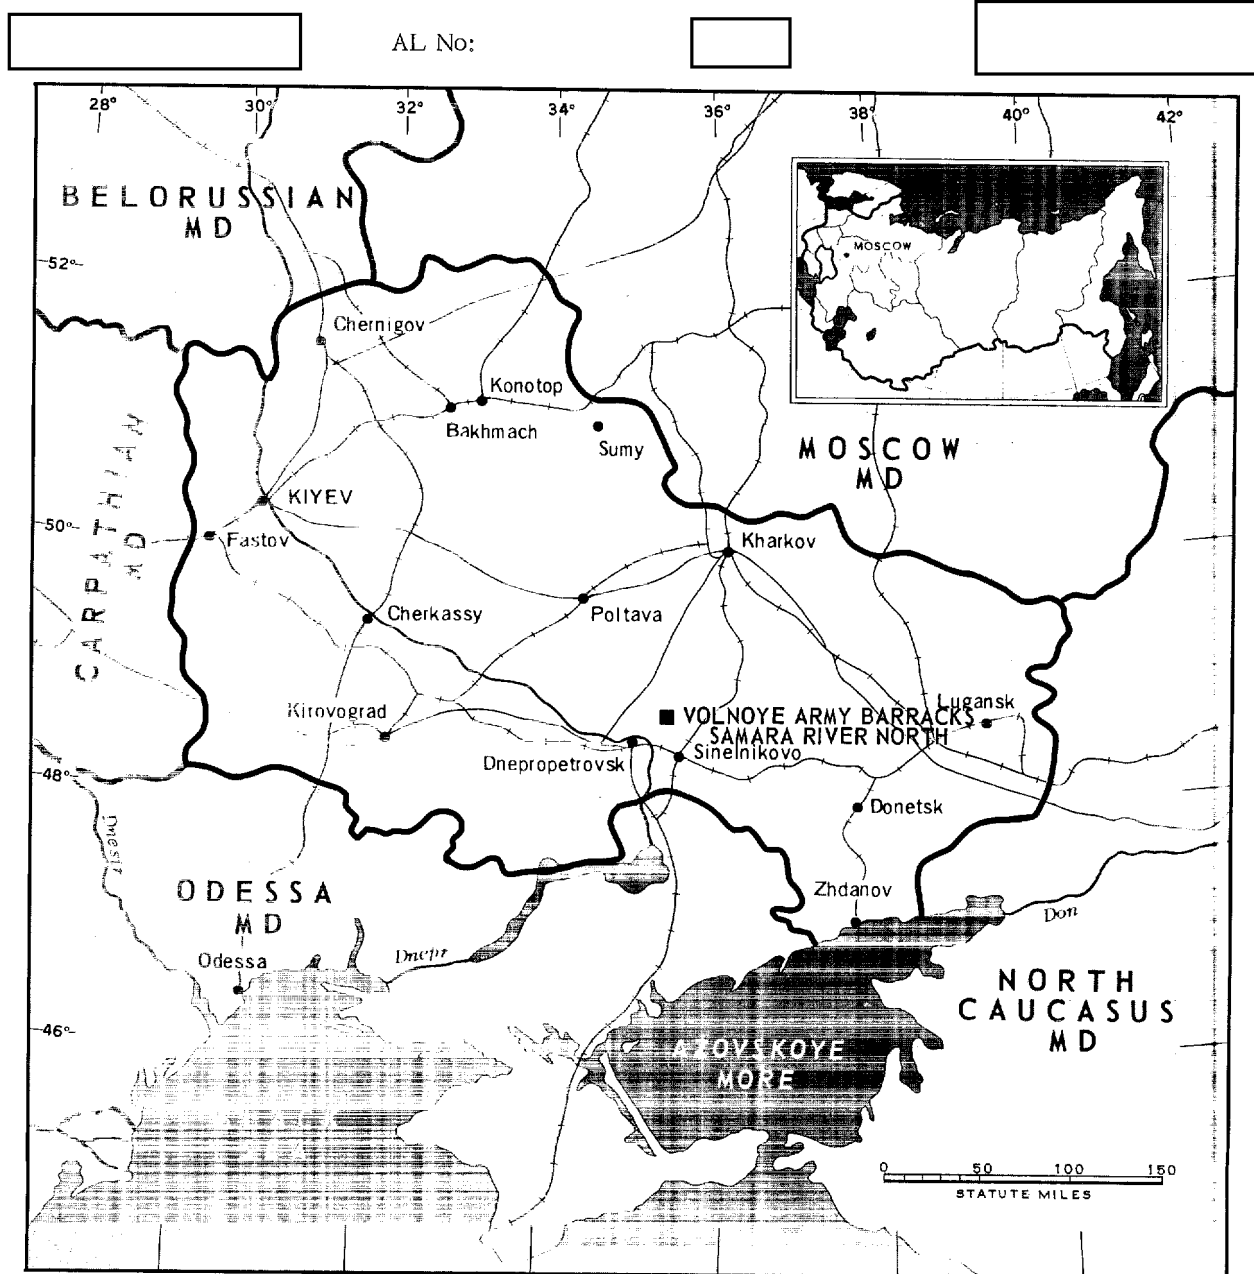 AL No:
28° 30° 32° 34° 36° 38° 40° 42°
BELORUSSIAN
MD
MOSCOW
52°
Chernigov
Konotop
Bakhmach
Sumy
MOSCOW
MD
CARPATHIAN
MD
KIYEV
50°
Fastov
Kharkov
Cherkassy
Poltava
Kirovograd
Lugansk
VOLNOYE ARMY BARRACKS
SAMARA RIVER NORTH
Sinelnikovo
Dnepropetrovsk
48°
Donetsk
Dnestr
Zhdanov
ODESSA
MD
Don
Dnepr
Odessa
NORTH
CAUCASUS
MD
46°
AZOVSKOYE
MORE
0 50 100 150
STATUTE MILES